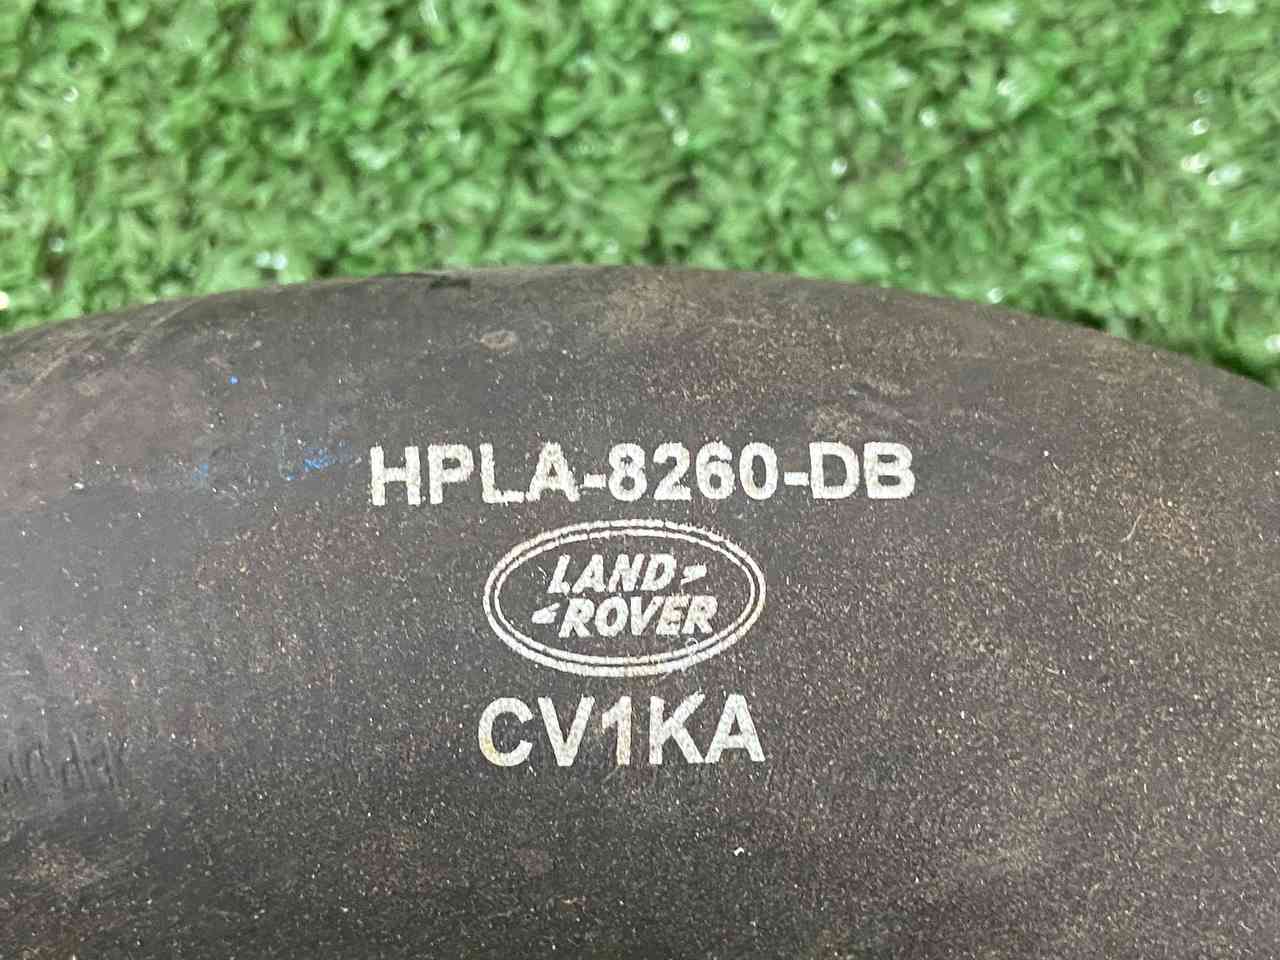 HPLA-8260-DB
LAND
ROVER
CV1KA